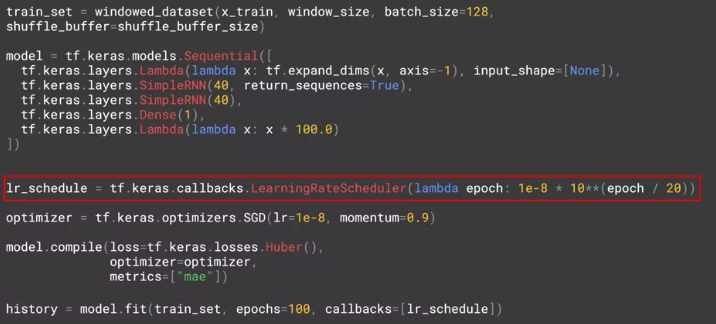 train_set = windowed_dataset(x_train, window_size, batch_size=128,
shuffle_buffer=shuffle_buffer_size)
model = tf.keras.models.Sequential([
  tf.keras.layers.Lambda(lambda x: tf.expand_dims(x, axis=-1), input_shape=[None]),
  tf.keras.layers.SimpleRNN(40, return_sequences=True),
  tf.keras.layers.SimpleRNN(40),
  tf.keras.layers.Dense(1),
  tf.keras.layers.Lambda(lambda x: x * 100.0)
])
lr_schedule = tf.keras.callbacks.LearningRateScheduler(lambda epoch: 1e-8 * 10**(epoch / 20))
optimizer = tf.keras.optimizers.SGD(lr=1e-8, momentum=0.9)
model.compile(loss=tf.keras.losses.Huber(),
              optimizer=optimizer,
              metrics=["mae"])
history = model.fit(train_set, epochs=100, callbacks=[lr_schedule])